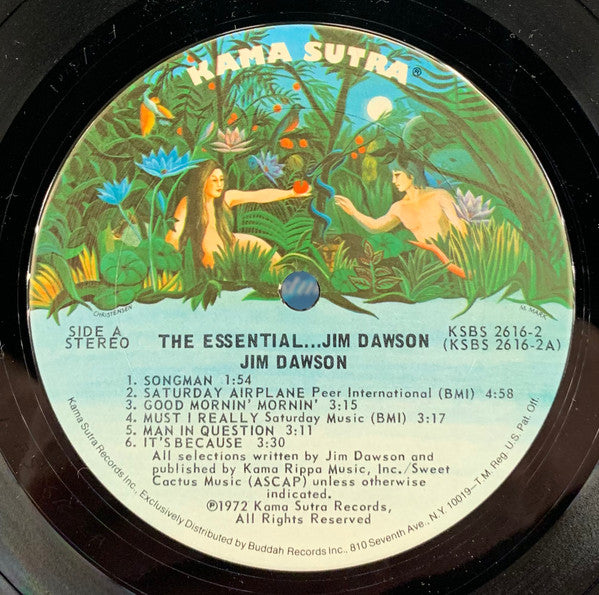 KAMA SUTRA®
CHRISTENSEN
M. MARK
SIDE A
STEREO
THE ESSENTIAL...JIM DAWSON
JIM DAWSON
KSBS 2616-2
(KSBS 2616-2A)
1. SONGMAN 1:54
2. SATURDAY AIRPLANE Peer International (BMI) 4:58
3. GOOD MORNIN' MORNIN' 3:15
4. MUST I REALLY Saturday Music (BMI) 3:17
5. MAN IN QUESTION 3:11
6. IT'S BECAUSE 3:30
All selections written by Jim Dawson and
published by Kama Rippa Music, Inc./Sweet
Cactus Music (ASCAP) unless otherwise
indicated.
℗1972 Kama Sutra Records,
All Rights Reserved
Kama Sutra Records Inc., Exclusively Distributed by Buddah Records Inc., 810 Seventh Ave., N.Y. 10019—T.M. Reg. U.S. Pat. Off.